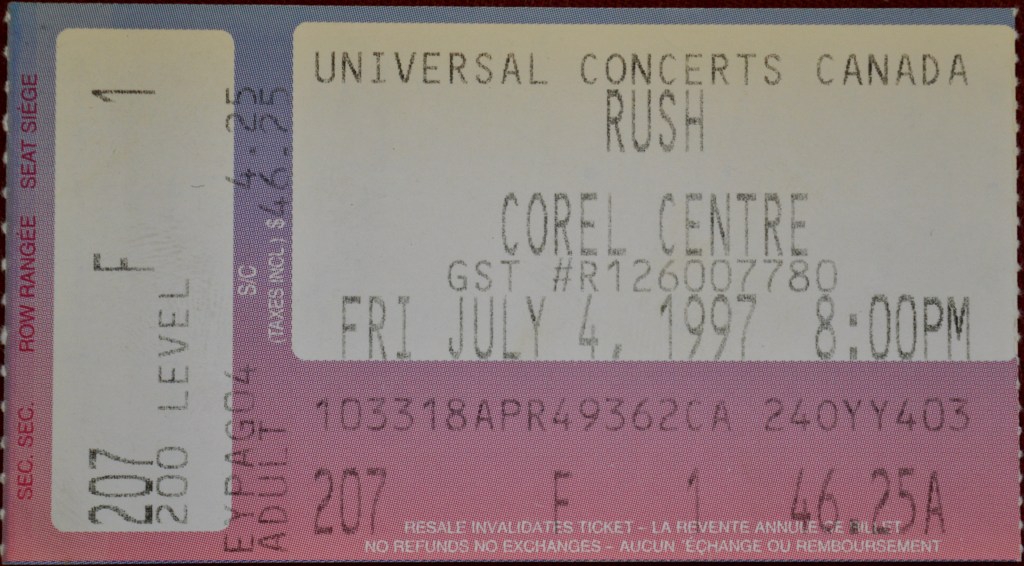 SEC. SEC. ROW RANGÉE SEAT SIÈGE
207 F 1
200 LEVEL
EYPAG04 S/C 4.25
ADULT (TAXES INCL.) $ 46.25
UNIVERSAL CONCERTS CANADA
RUSH
COREL CENTRE
GST #R126007780
FRI JULY 4, 1997 8:00PM
103318APR49362CA 240YY403
207 F 1 46.25A
RESALE INVALIDATES TICKET – LA REVENTE ANNULE CE BILLET
NO REFUNDS NO EXCHANGES – AUCUN ÉCHANGE OU REMBOURSEMENT